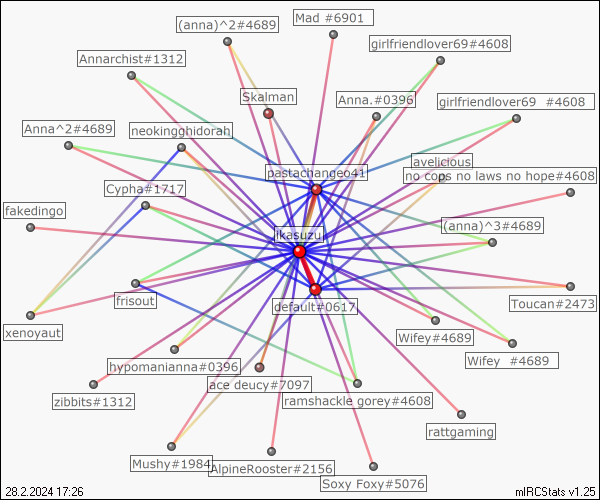 (anna)^2#4689
Mad #6901
Annarchist#1312
girlfriendlover69#4608
Skalman
Anna.#0396
girlfriendlover69 #4608
Anna^2#4689
neokingghidorah
avelicious
pastachangeo41
no cops no laws no hope#4608
Cypha#1717
fakedingo
(anna)^3#4689
ikasuzu
frisout
default#0617
Toucan#2473
xenoyaut
Wifey#4689
Wifey #4689
hypomanianna#0396
ace deucy#7097
zibbits#1312
ramshackle gorey#4608
rattgaming
Mushy#1984
AlpineRooster#2156
Soxy Foxy#5076
28.2.2024 17:26
mIRCStats v1.25